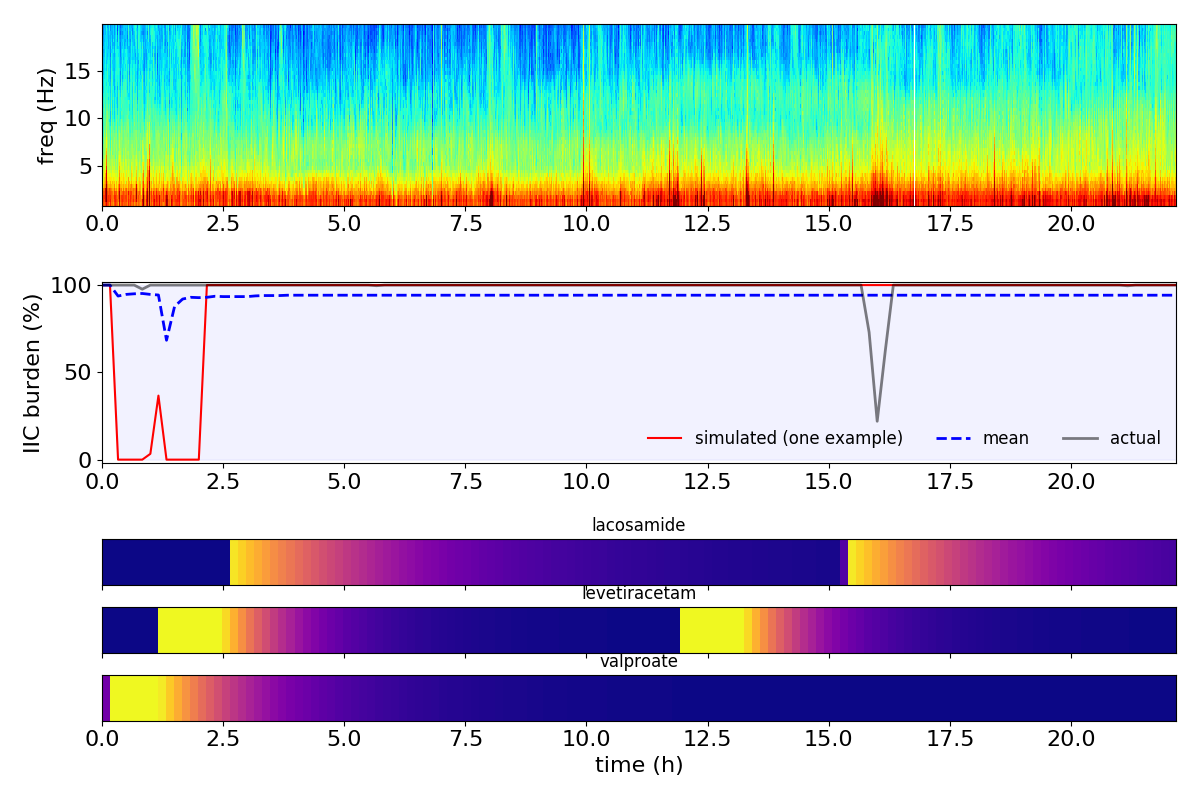 freq (Hz)
15
10
5
0.0 2.5 5.0 7.5 10.0 12.5 15.0 17.5 20.0
IIC burden (%)
100
50
0
simulated (one example) mean actual
0.0 2.5 5.0 7.5 10.0 12.5 15.0 17.5 20.0
lacosamide
levetiracetam
valproate
0.0 2.5 5.0 7.5 10.0 12.5 15.0 17.5 20.0
time (h)